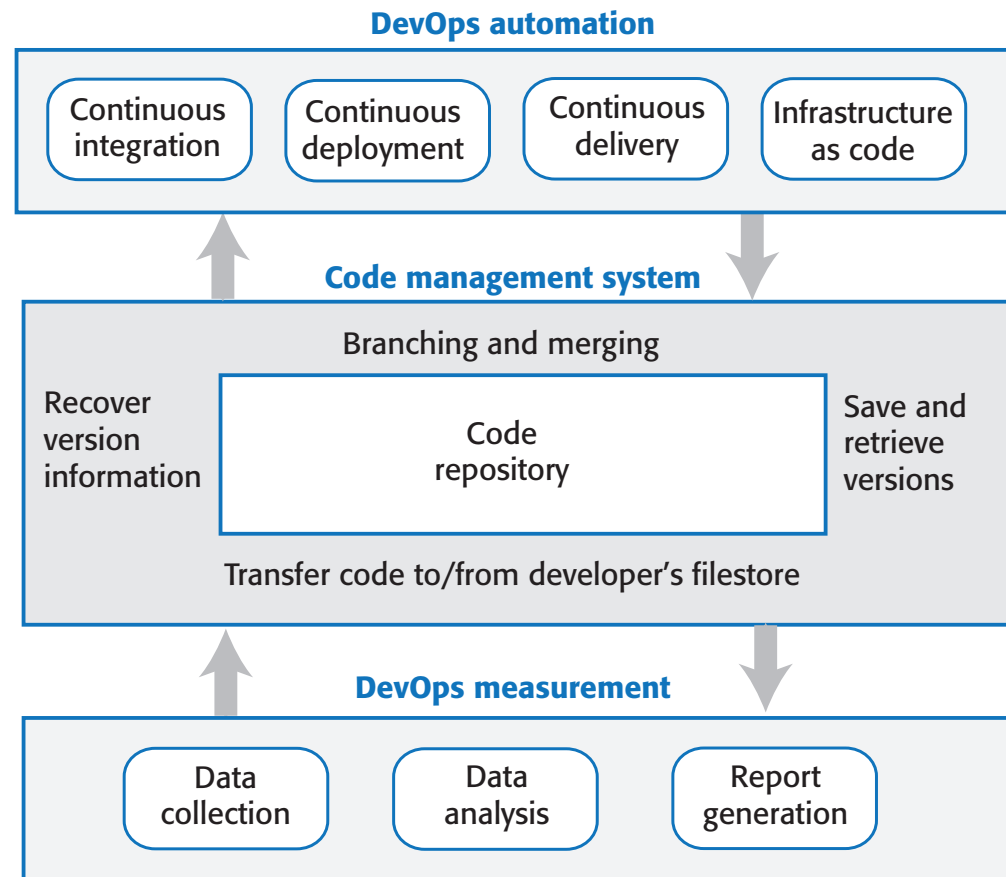 DevOps automation
Continuous
integration
Continuous
deployment
Continuous
delivery
Infrastructure
as code
Code management system
Branching and merging
Recover
version
information
Code
repository
Save and
retrieve
versions
Transfer code to/from developer’s filestore
DevOps measurement
Data
collection
Data
analysis
Report
generation